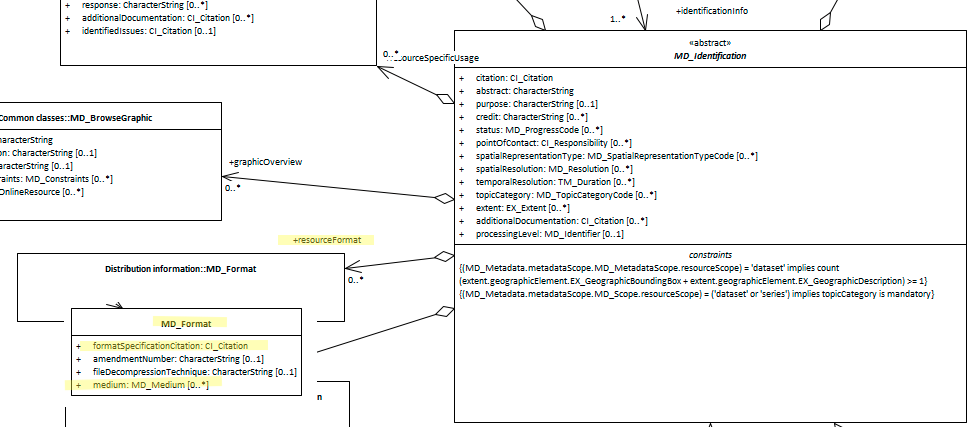 + response: CharacterString [0..*]
+ additionalDocumentation: CI_Citation [0..*]
+ identifiedIssues: CI_Citation [0..1]
0..*
ourceSpecificUsage
1..*
+identificationInfo
«abstract»
MD_Identification
+ citation: CI_Citation
+ abstract: CharacterString
+ purpose: CharacterString [0..1]
+ credit: CharacterString [0..*]
+ status: MD_ProgressCode [0..*]
+ pointOfContact: CI_Responsibility [0..*]
+ spatialRepresentationType: MD_SpatialRepresentationTypeCode [0..*]
+ spatialResolution: MD_Resolution [0..*]
+ temporalResolution: TM_Duration [0..*]
+ topicCategory: MD_TopicCategoryCode [0..*]
+ extent: EX_Extent [0..*]
+ additionalDocumentation: CI_Citation [0..*]
+ processingLevel: MD_Identifier [0..1]
constraints
{(MD_Metadata.metadataScope.MD_MetadataScope.resourceScope) = 'dataset' implies count
(extent.geographicElement.EX_GeographicBoundingBox + extent.geographicElement.EX_GeographicDescription) >= 1}
{(MD_Metadata.metadataScope.MD_Scope.resourceScope) = ('dataset' or 'series') implies topicCategory is mandatory}
Common classes::MD_BrowseGraphic
haracterString
on: CharacterString [0..1]
aracterString [0..1]
raints: MD_Constraints [0..*]
OnlineResource [0..*]
+graphicOverview
0..*
+resourceFormat
0..*
Distribution information::MD_Format
MD_Format
+ formatSpecificationCitation: CI_Citation
+ amendmentNumber: CharacterString [0..1]
+ fileDecompressionTechnique: CharacterString [0..1]
+ medium: MD_Medium [0..*]
n